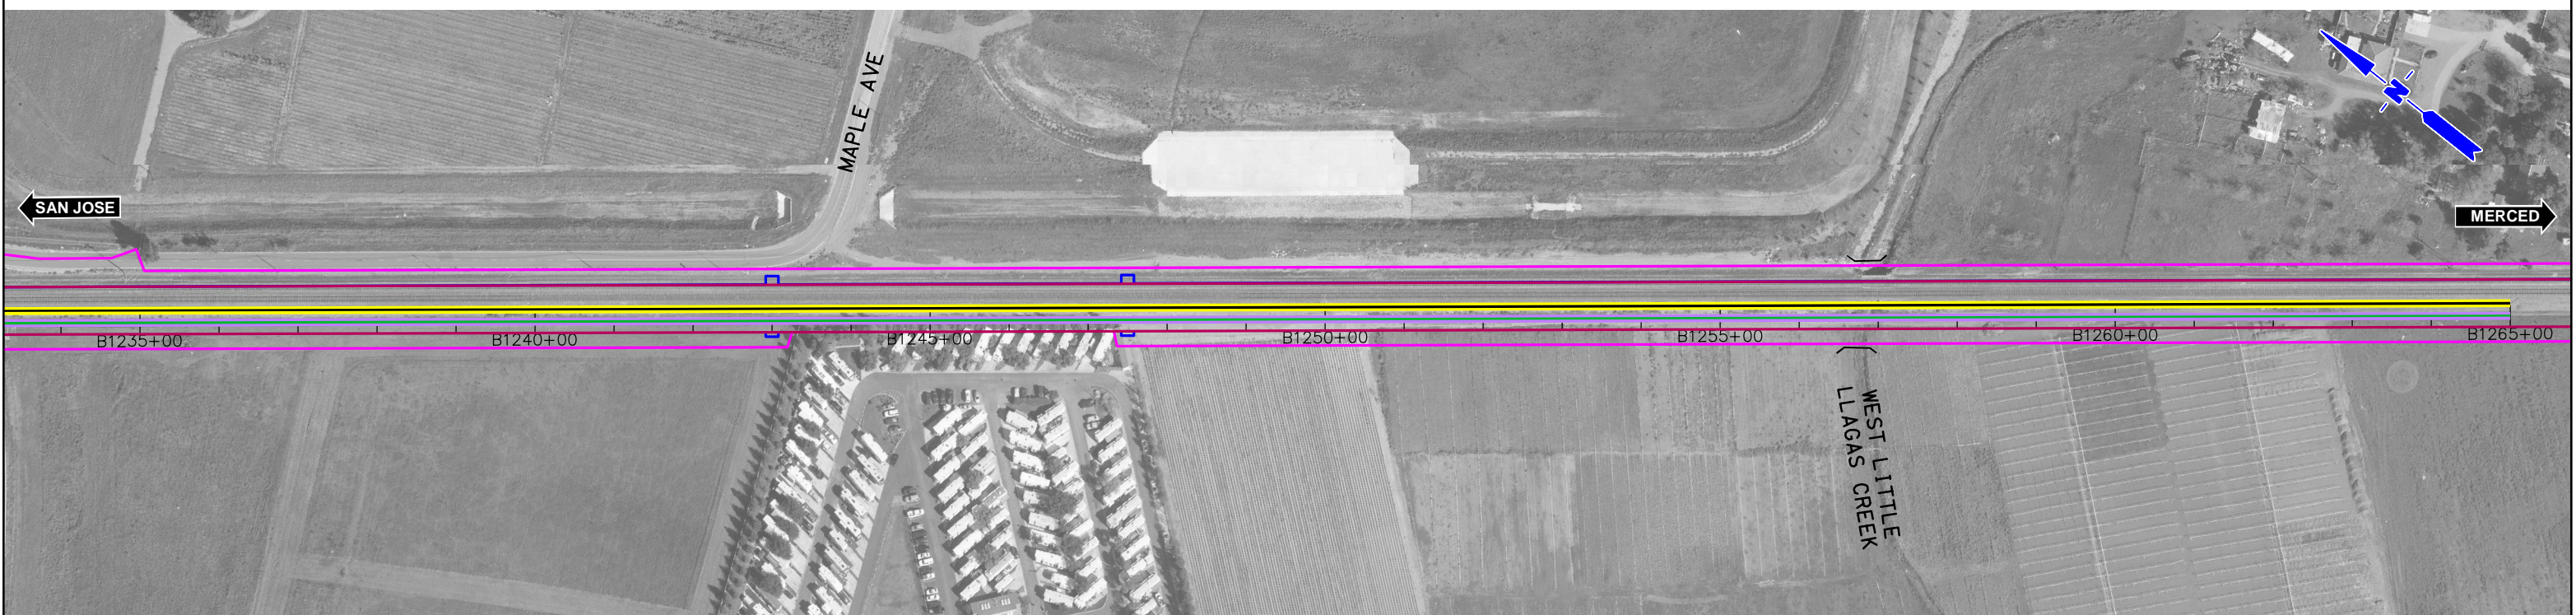 MAPLE AVE
N
SAN JOSE
MERCED
B1235+00
B1240+00
B1245+00
B1250+00
B1255+00
B1260+00
B1265+00
WEST LITTLE
LLAGAS CREEK